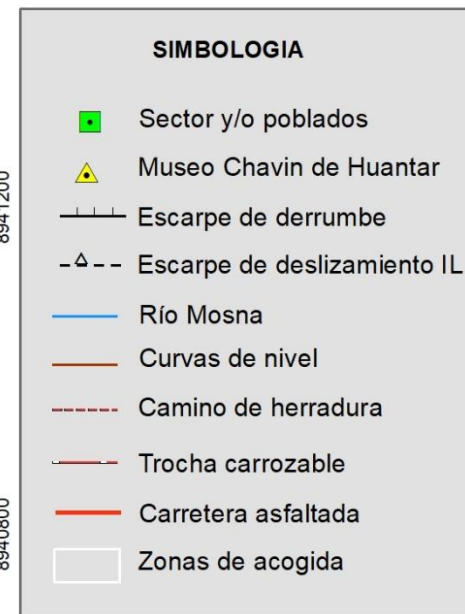 SIMBOLOGIA
Sector y/o poblados
Museo Chavin de Huantar
Escarpe de derrumbe
Escarpe de deslizamiento IL
Río Mosna
Curvas de nivel
Camino de herradura
Trocha carrozable
Carretera asfaltada
Zonas de acogida
8941200
8940800